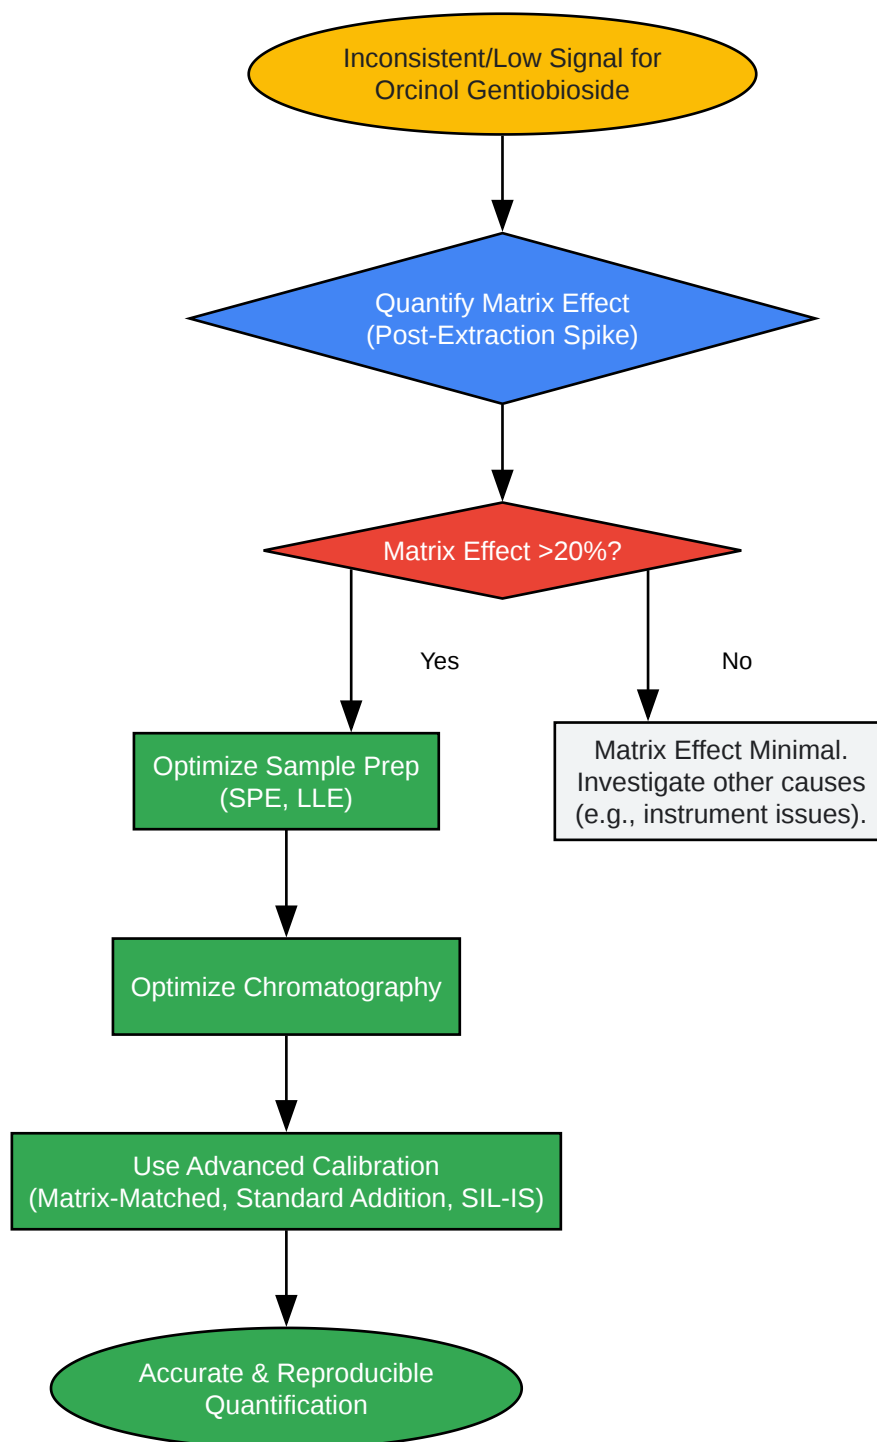 Inconsistent/Low Signal for
Orcinol Gentiobioside
Quantify Matrix Effect
(Post-Extraction Spike)
Matrix Effect >20%?
Yes
No
Optimize Sample Prep
(SPE, LLE)
Matrix Effect Minimal.
Investigate other causes
(e.g., instrument issues).
Optimize Chromatography
Use Advanced Calibration
(Matrix-Matched, Standard Addition, SIL-IS)
Accurate & Reproducible
Quantification